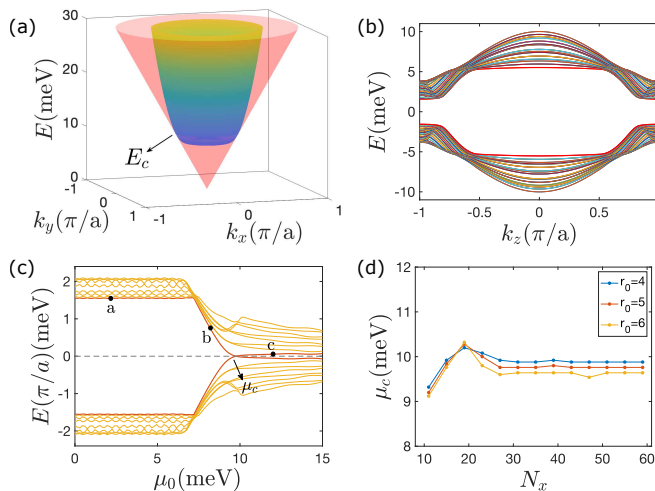 (a)
30
20
10
0
E(meV)
E_c
-1
0
1
k_y(π/a)
-1
0
1
k_x(π/a)
(b)
10
5
0
-5
-10
E(meV)
-1
-0.5
0
0.5
1
k_z(π/a)
(c)
2
1
0
-1
-2
E(π/a)(meV)
a
b
c
μ_c
0
5
10
15
μ_0(meV)
(d)
12
11
10
9
8
μ_c(meV)
r_0=4
r_0=5
r_0=6
10
20
30
40
50
60
N_x